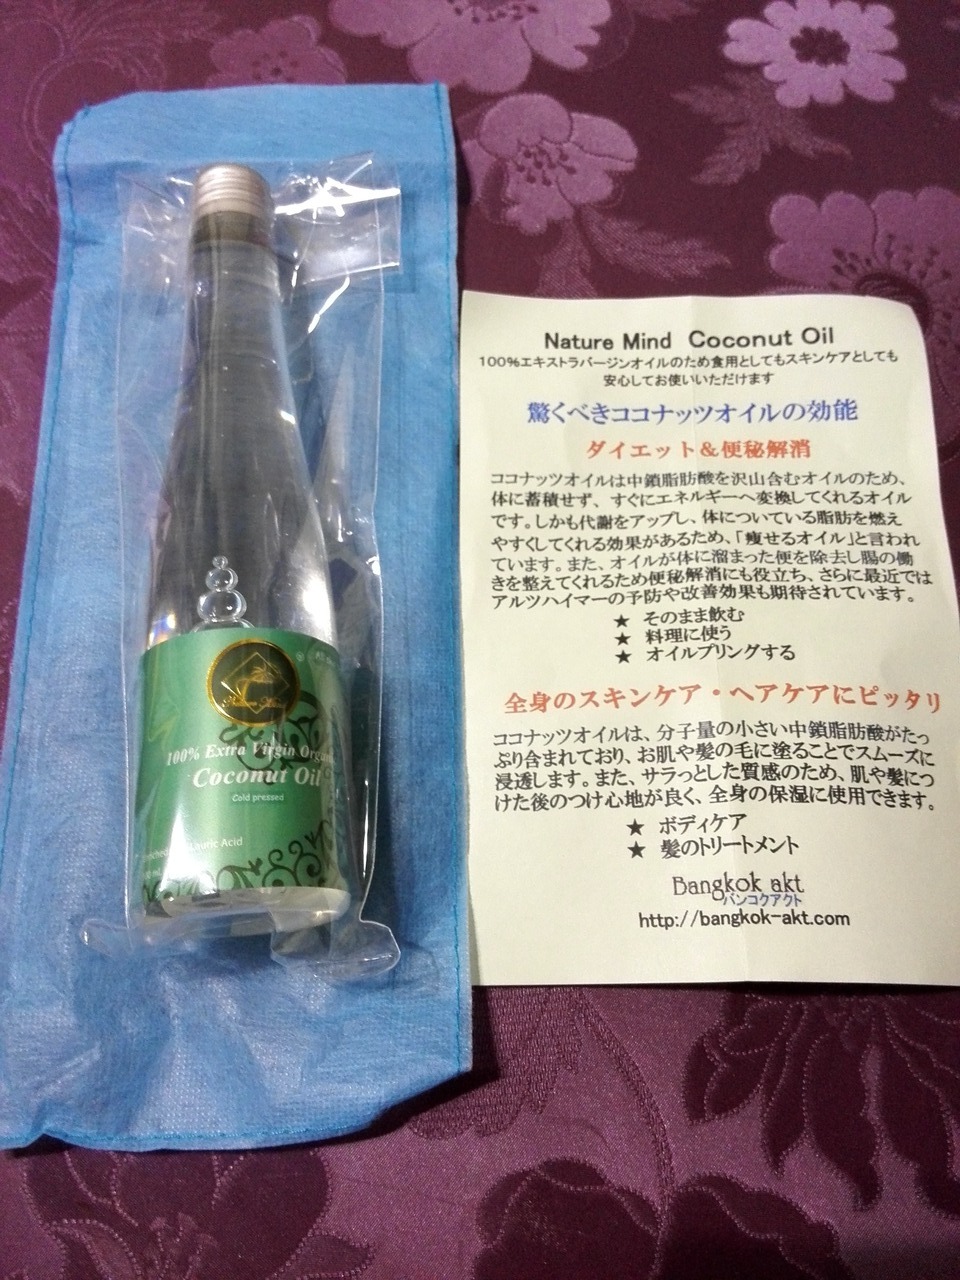 100% Extra Virgin Organ
Coconut Oil
Cold pressed
Lauric Acid
Nature Mind Coconut Oil
100%エキストラバージンオイルのため食用としてもスキンケアとしても
安心してお使いいただけます
驚くべきココナッツオイルの効能
ダイエット＆便秘解消
ココナッツオイルは中鎖脂肪酸を沢山含むオイルのため、
体に蓄積せず、すぐにエネルギーへ変換してくれるオイル
です。しかも代謝をアップし、体についている脂肪を燃え
やすくしてくれる効果があるため、「痩せるオイル」と言われ
ています。また、オイルが体に溜まった便を除去し腸の働
きを整えてくれるため便秘解消にも役立ち、さらに最近では
アルツハイマーの予防や改善効果も期待されています。
★ そのまま飲む
★ 料理に使う
★ オイルプリングする
全身のスキンケア・ヘアケアにピッタリ
ココナッツオイルは、分子量の小さい中鎖脂肪酸がたっ
ぷり含まれており、お肌や髪の毛に塗ることでスムーズに
浸透します。また、サラっとした質感のため、肌や髪につ
けた後のつけ心地が良く、全身の保湿に使用できます。
★ ボディケア
★ 髪のトリートメント
Bangkok akt
バンコクアクト
http://bangkok-akt.com